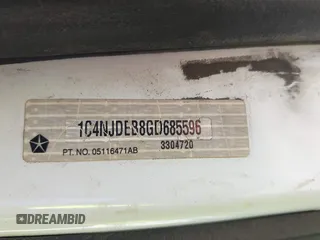 1C4NJDEB8GD685596
PT. NO. 05116471AB 3304720
DREAMBID